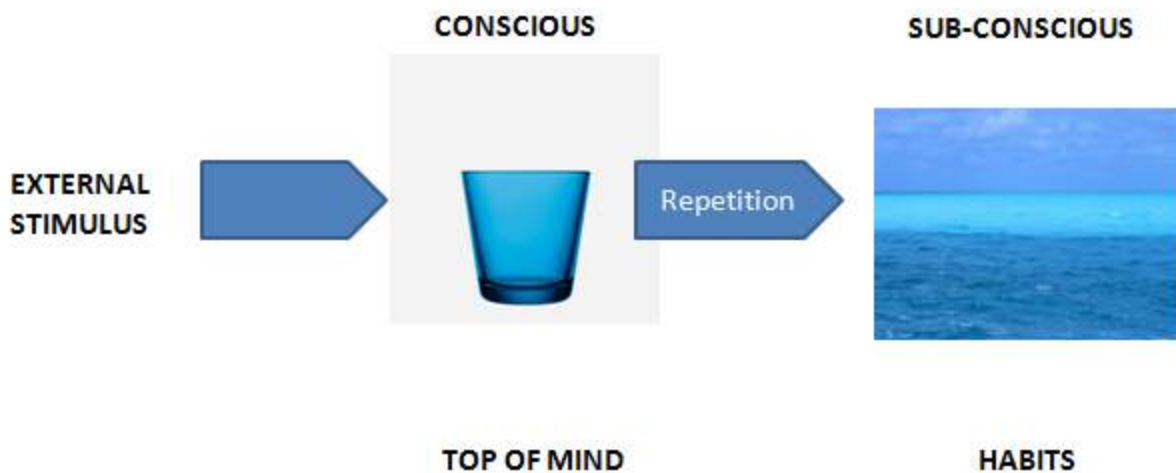 CONSCIOUS
SUB-CONSCIOUS
EXTERNAL
STIMULUS
Repetition
TOP OF MIND
HABITS